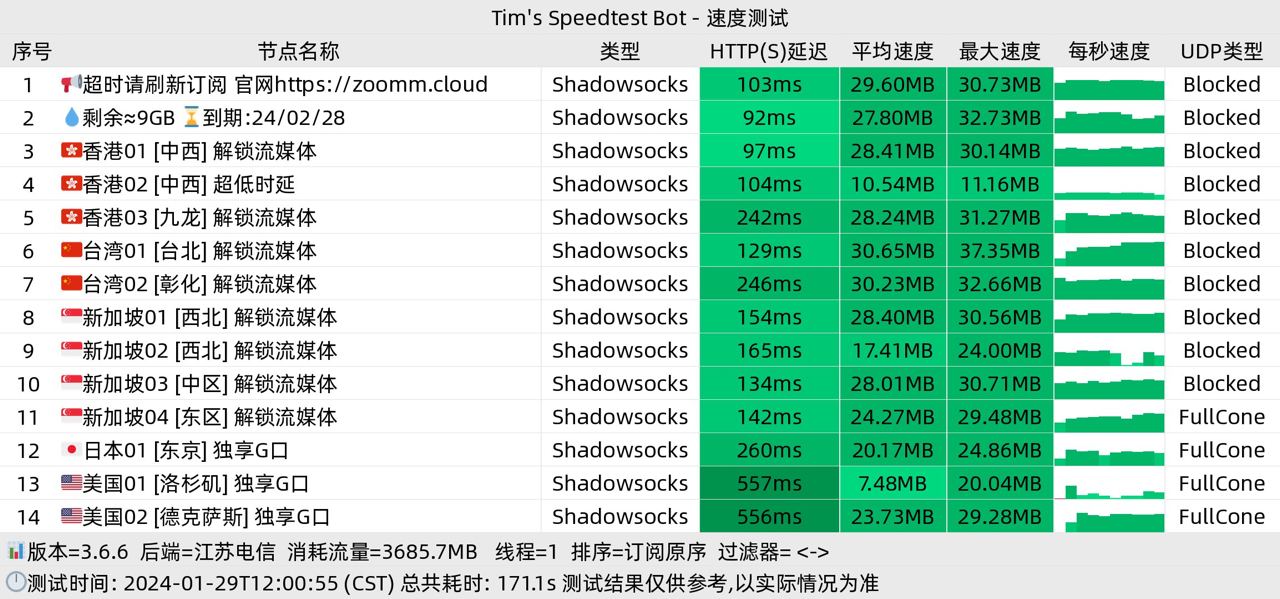 Tim's Speedtest Bot - 速度测试
序号 节点名称 类型 HTTP(S)延迟 平均速度 最大速度 每秒速度 UDP类型
1 📢超时请刷新订阅 官网https://zoomm.cloud Shadowsocks 103ms 29.60MB 30.73MB Blocked
2 💧剩余≈9GB ⏳到期:24/02/28 Shadowsocks 92ms 27.80MB 32.73MB Blocked
3 🇭🇰香港01 [中西] 解锁流媒体 Shadowsocks 97ms 28.41MB 30.14MB Blocked
4 🇭🇰香港02 [中西] 超低时延 Shadowsocks 104ms 10.54MB 11.16MB Blocked
5 🇭🇰香港03 [九龙] 解锁流媒体 Shadowsocks 242ms 28.24MB 31.27MB Blocked
6 🇨🇳台湾01 [台北] 解锁流媒体 Shadowsocks 129ms 30.65MB 37.35MB Blocked
7 🇨🇳台湾02 [彰化] 解锁流媒体 Shadowsocks 246ms 30.23MB 32.66MB Blocked
8 🇸🇬新加坡01 [西北] 解锁流媒体 Shadowsocks 154ms 28.40MB 30.56MB Blocked
9 🇸🇬新加坡02 [西北] 解锁流媒体 Shadowsocks 165ms 17.41MB 24.00MB Blocked
10 🇸🇬新加坡03 [中区] 解锁流媒体 Shadowsocks 134ms 28.01MB 30.71MB Blocked
11 🇸🇬新加坡04 [东区] 解锁流媒体 Shadowsocks 142ms 24.27MB 29.48MB FullCone
12 🇯🇵日本01 [东京] 独享G口 Shadowsocks 260ms 20.17MB 24.86MB FullCone
13 🇺🇸美国01 [洛杉矶] 独享G口 Shadowsocks 557ms 7.48MB 20.04MB FullCone
14 🇺🇸美国02 [德克萨斯] 独享G口 Shadowsocks 556ms 23.73MB 29.28MB FullCone
📊版本=3.6.6 后端=江苏电信 消耗流量=3685.7MB 线程=1 排序=订阅原序 过滤器= <->
🕛测试时间: 2024-01-29T12:00:55 (CST) 总共耗时: 171.1s 测试结果仅供参考,以实际情况为准